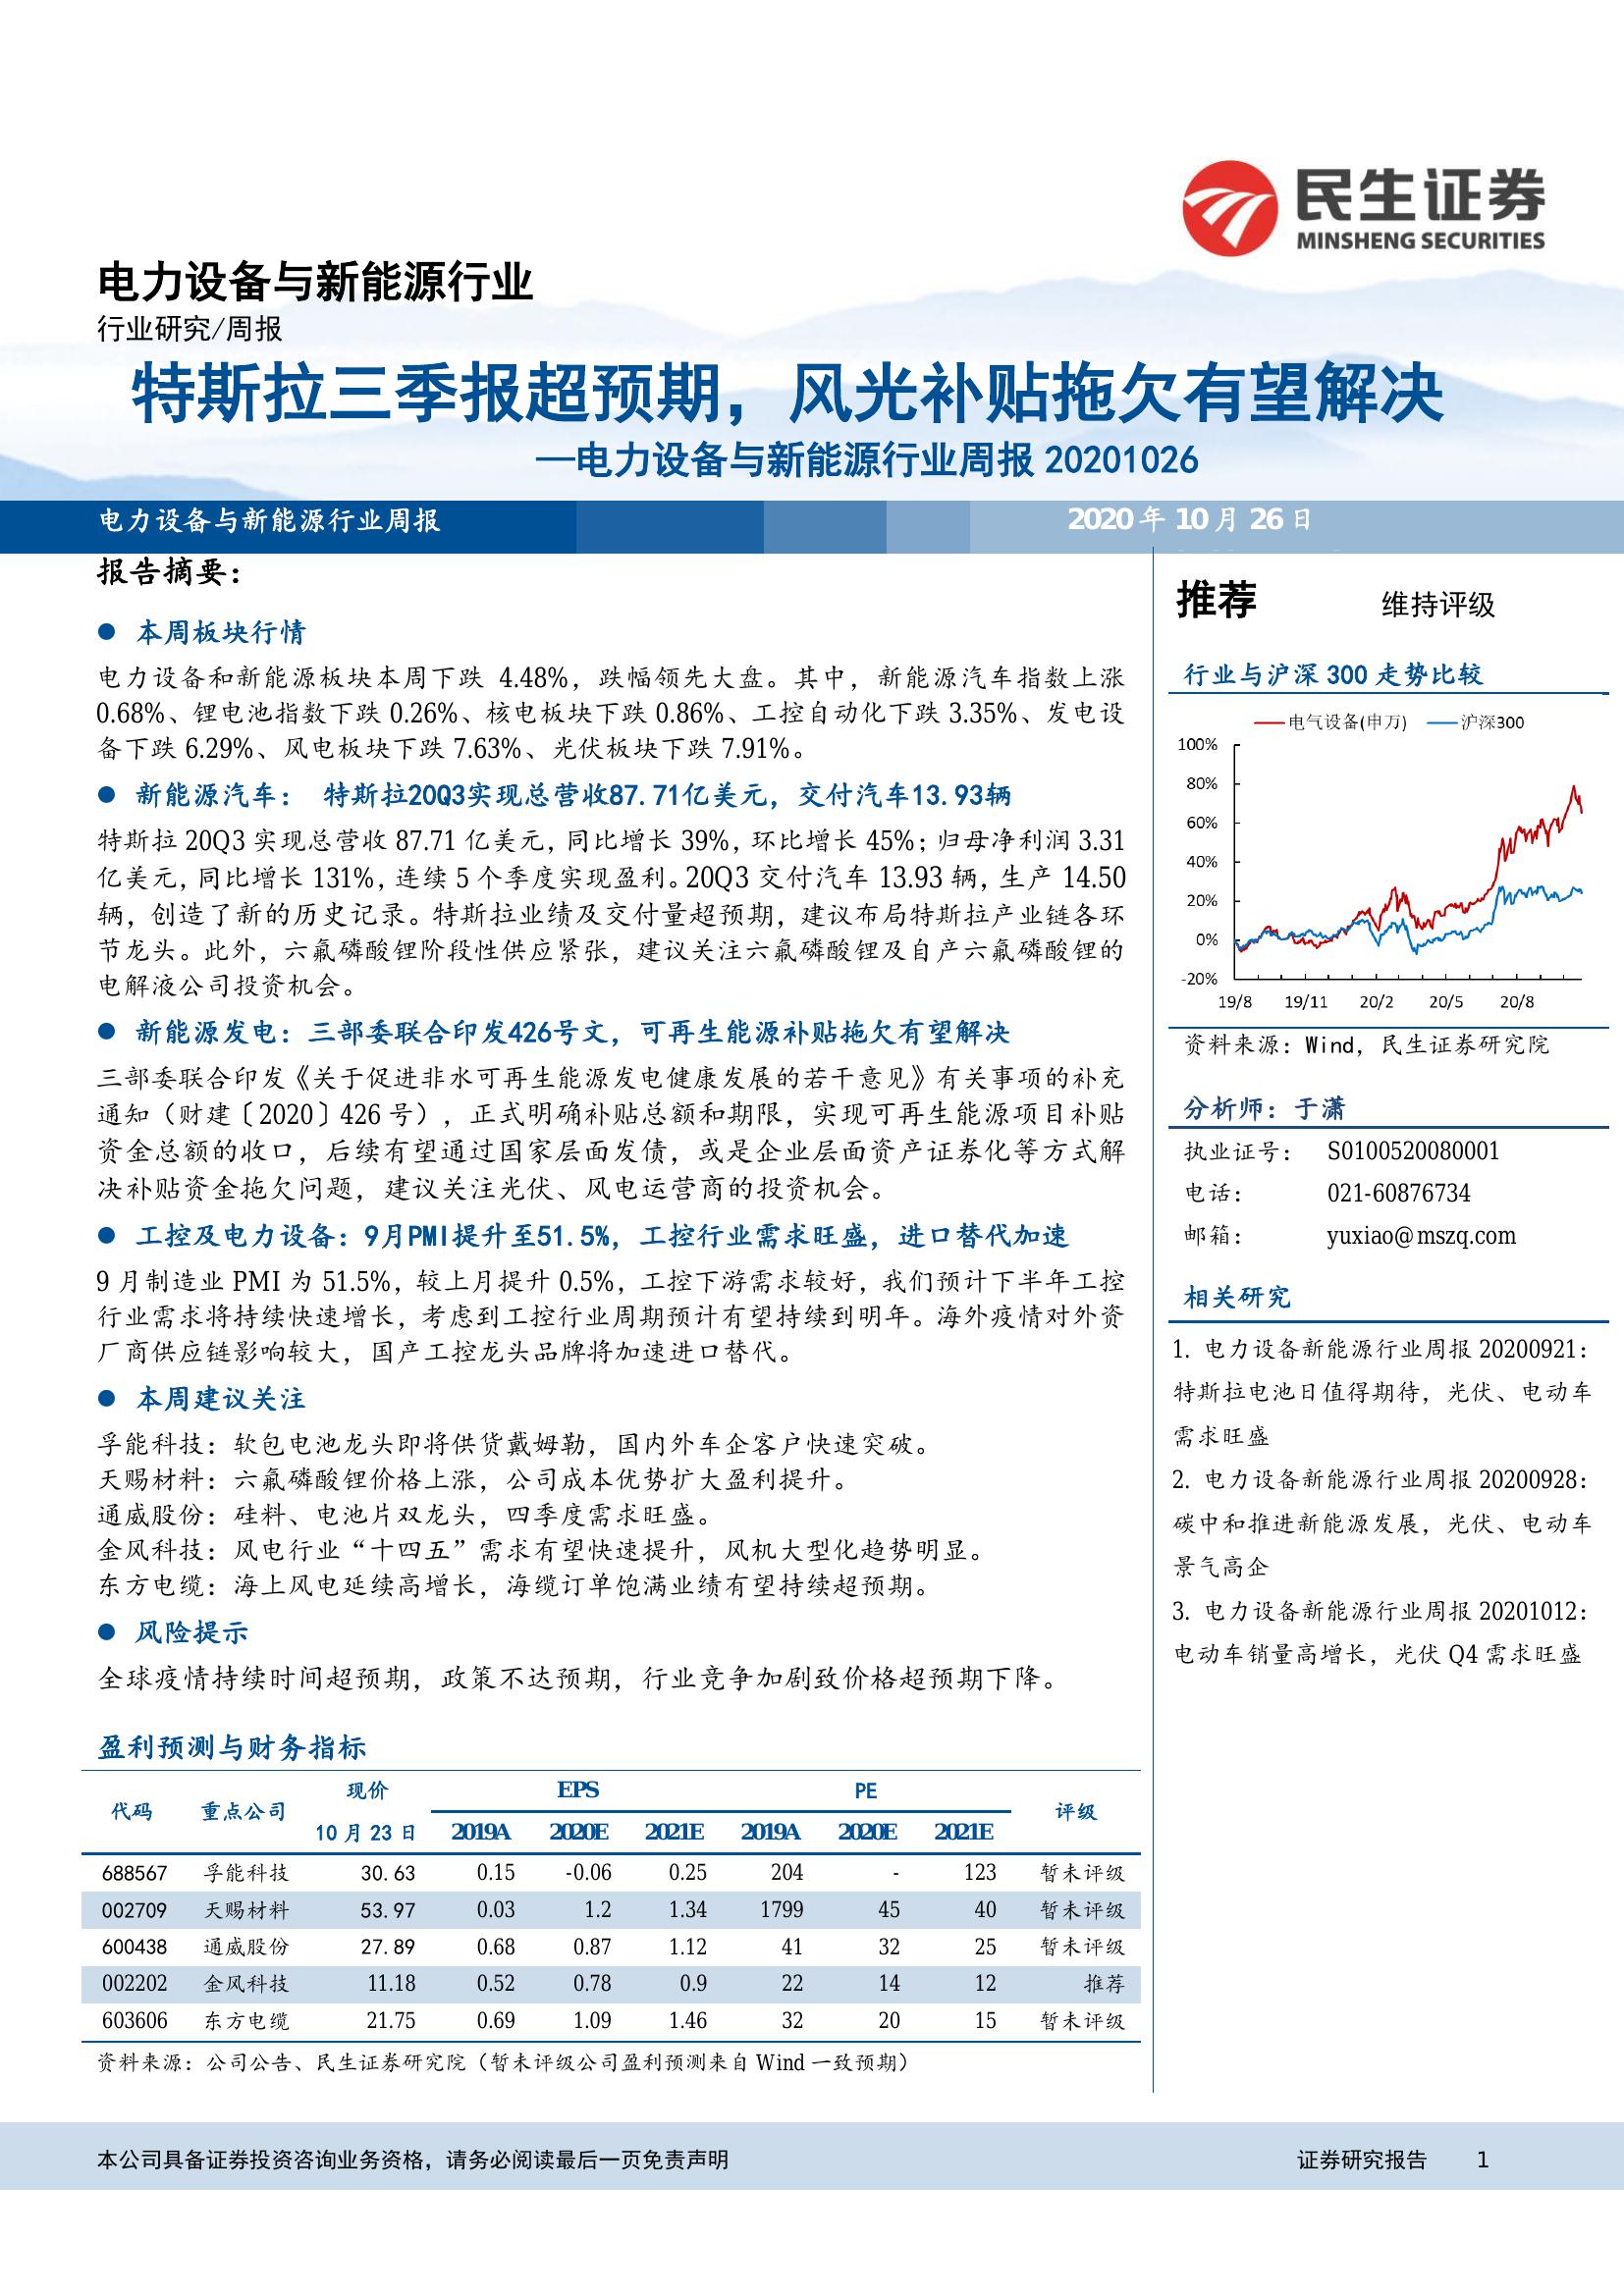 民生证券
MINSHENG SECURITIES
电力设备与新能源行业
行业研究/周报
特斯拉三季报超预期，风光补贴拖欠有望解决
—电力设备与新能源行业周报 20201026
电力设备与新能源行业周报
2020 年 10 月 26 日
报告摘要：
● 本周板块行情
电力设备和新能源板块本周下跌 4.48%，跌幅领先大盘。其中，新能源汽车指数上涨
0.68%、锂电池指数下跌 0.26%、核电板块下跌 0.86%、工控自动化下跌 3.35%、发电设
备下跌 6.29%、风电板块下跌 7.63%、光伏板块下跌 7.91%。
● 新能源汽车： 特斯拉20Q3实现总营收87.71亿美元，交付汽车13.93辆
特斯拉 20Q3 实现总营收 87.71 亿美元，同比增长 39%，环比增长 45%；归母净利润 3.31
亿美元，同比增长 131%，连续 5 个季度实现盈利。20Q3 交付汽车 13.93 辆，生产 14.50
辆，创造了新的历史记录。特斯拉业绩及交付量超预期，建议布局特斯拉产业链各环
节龙头。此外，六氟磷酸锂阶段性供应紧张，建议关注六氟磷酸锂及自产六氟磷酸锂的
电解液公司投资机会。
● 新能源发电：三部委联合印发426号文，可再生能源补贴拖欠有望解决
三部委联合印发《关于促进非水可再生能源发电健康发展的若干意见》有关事项的补充
通知（财建〔2020〕426 号），正式明确补贴总额和期限，实现可再生能源项目补贴
资金总额的收口，后续有望通过国家层面发债，或是企业层面资产证券化等方式解
决补贴资金拖欠问题，建议关注光伏、风电运营商的投资机会。
● 工控及电力设备：9月PMI提升至51.5%，工控行业需求旺盛，进口替代加速
9 月制造业 PMI 为 51.5%，较上月提升 0.5%，工控下游需求较好，我们预计下半年工控
行业需求将持续快速增长，考虑到工控行业周期预计有望持续到明年。海外疫情对外资
厂商供应链影响较大，国产工控龙头品牌将加速进口替代。
● 本周建议关注
孚能科技：软包电池龙头即将供货戴姆勒，国内外车企客户快速突破。
天赐材料：六氟磷酸锂价格上涨，公司成本优势扩大盈利提升。
通威股份：硅料、电池片双龙头，四季度需求旺盛。
金风科技：风电行业“十四五”需求有望快速提升，风机大型化趋势明显。
东方电缆：海上风电延续高增长，海缆订单饱满业绩有望持续超预期。
● 风险提示
全球疫情持续时间超预期，政策不达预期，行业竞争加剧致价格超预期下降。
盈利预测与财务指标
代码 重点公司 现价 EPS PE 评级
10 月 23 日 2019A 2020E 2021E 2019A 2020E 2021E
688567 孚能科技 30.63 0.15 -0.06 0.25 204 - 123 暂未评级
002709 天赐材料 53.97 0.03 1.2 1.34 1799 45 40 暂未评级
600438 通威股份 27.89 0.68 0.87 1.12 41 32 25 暂未评级
002202 金风科技 11.18 0.52 0.78 0.9 22 14 12 推荐
603606 东方电缆 21.75 0.69 1.09 1.46 32 20 15 暂未评级
资料来源：公司公告、民生证券研究院（暂未评级公司盈利预测来自 Wind 一致预期）
推荐 维持评级
行业与沪深 300 走势比较
电气设备(申万) 沪深300
100%
80%
60%
40%
20%
0%
-20%
19/8 19/11 20/2 20/5 20/8
资料来源：Wind，民生证券研究院
分析师：于潇
执业证号： S0100520080001
电话： 021-60876734
邮箱： yuxiao@mszq.com
相关研究
1. 电力设备新能源行业周报 20200921：
特斯拉电池日值得期待，光伏、电动车
需求旺盛
2. 电力设备新能源行业周报 20200928：
碳中和推进新能源发展，光伏、电动车
景气高企
3. 电力设备新能源行业周报 20201012：
电动车销量高增长，光伏 Q4 需求旺盛
本公司具备证券投资咨询业务资格，请务必阅读最后一页免责声明
证券研究报告 1